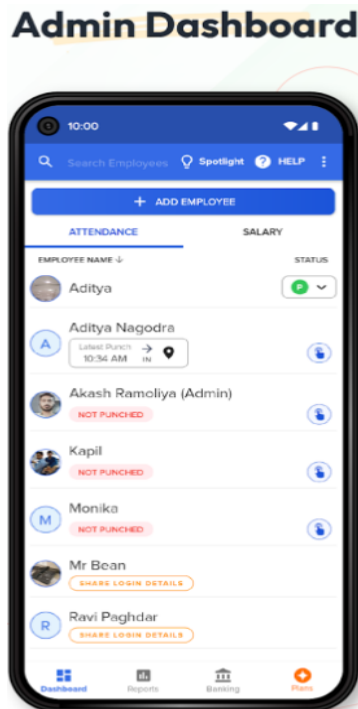 Admin Dashboard
10:00
Search Employees Spotlight ? HELP
+ ADD EMPLOYEE
ATTENDANCE SALARY
EMPLOYEE NAME ↓ STATUS
Aditya P
A Aditya Nagodra
Latest Punch
10:34 AM → IN
Akash Ramoliya (Admin)
NOT PUNCHED
Kapil
NOT PUNCHED
M Monika
NOT PUNCHED
Mr Bean
SHARE LOGIN DETAILS
R Ravi Paghdar
SHARE LOGIN DETAILS
Dashboard Reports Banking Plans